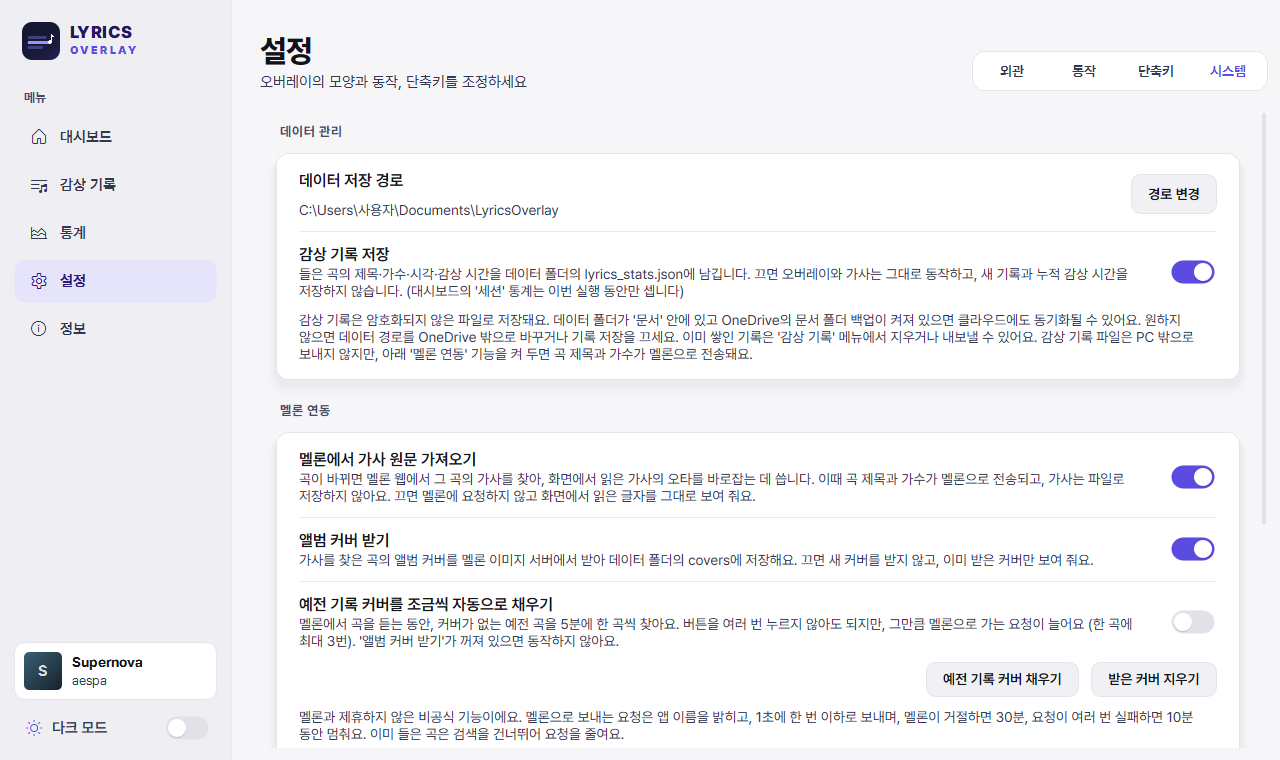 LYRICS
OVERLAY
메뉴
대시보드
감상 기록
통계
설정
정보
Supernova
S
aespa
다크 모드
설정
오버레이의 모양과 동작, 단축키를 조정하세요
외관
동작
단축키
시스템
데이터 관리
데이터 저장 경로
C:\Users\사용자\Documents\LyricsOverlay
경로 변경
감상 기록 저장
들은 곡의 제목·가수·시각·감상 시간을 데이터 폴더의 lyrics_stats.json에 남깁니다. 끄면 오버레이와 가사는 그대로 동작하고, 새 기록과 누적 감상 시간을
저장하지 않습니다. (대시보드의 '세션' 통계는 이번 실행 동안만 셉니다)
감상 기록은 암호화되지 않은 파일로 저장돼요. 데이터 폴더가 '문서' 안에 있고 OneDrive의 문서 폴더 백업이 켜져 있으면 클라우드에도 동기화될 수 있어요. 원하지
않으면 데이터 경로를 OneDrive 밖으로 바꾸거나 기록 저장을 끄세요. 이미 쌓인 기록은 '감상 기록' 메뉴에서 지우거나 내보낼 수 있어요. 감상 기록 파일은 PC 밖으로
보내지 않지만, 아래 '멜론 연동' 기능을 켜 두면 곡 제목과 가수가 멜론으로 전송돼요.
멜론 연동
멜론에서 가사 원문 가져오기
곡이 바뀌면 멜론 웹에서 그 곡의 가사를 찾아, 화면에서 읽은 가사의 오타를 바로잡는 데 씁니다. 이때 곡 제목과 가수가 멜론으로 전송되고, 가사는 파일로
저장하지 않아요. 끄면 멜론에 요청하지 않고 화면에서 읽은 글자를 그대로 보여 줘요.
앨범 커버 받기
가사를 찾은 곡의 앨범 커버를 멜론 이미지 서버에서 받아 데이터 폴더의 covers에 저장해요. 끄면 새 커버를 받지 않고, 이미 받은 커버만 보여 줘요.
예전 기록 커버를 조금씩 자동으로 채우기
멜론에서 곡을 듣는 동안, 커버가 없는 예전 곡을 5분에 한 곡씩 찾아요. 버튼을 여러 번 누르지 않아도 되지만, 그만큼 멜론으로 가는 요청이 늘어요 (한 곡에
최대 3번). '앨범 커버 받기'가 꺼져 있으면 동작하지 않아요.
예전 기록 커버 채우기
받은 커버 지우기
멜론과 제휴하지 않은 비공식 기능이에요. 멜론으로 보내는 요청은 앱 이름을 밝히고, 1초에 한 번 이하로 보내며, 멜론이 거절하면 30분, 요청이 여러 번 실패하면 10분
동안 멈춰요. 이미 들은 곡은 검색을 건너뛰어 요청을 줄여요.